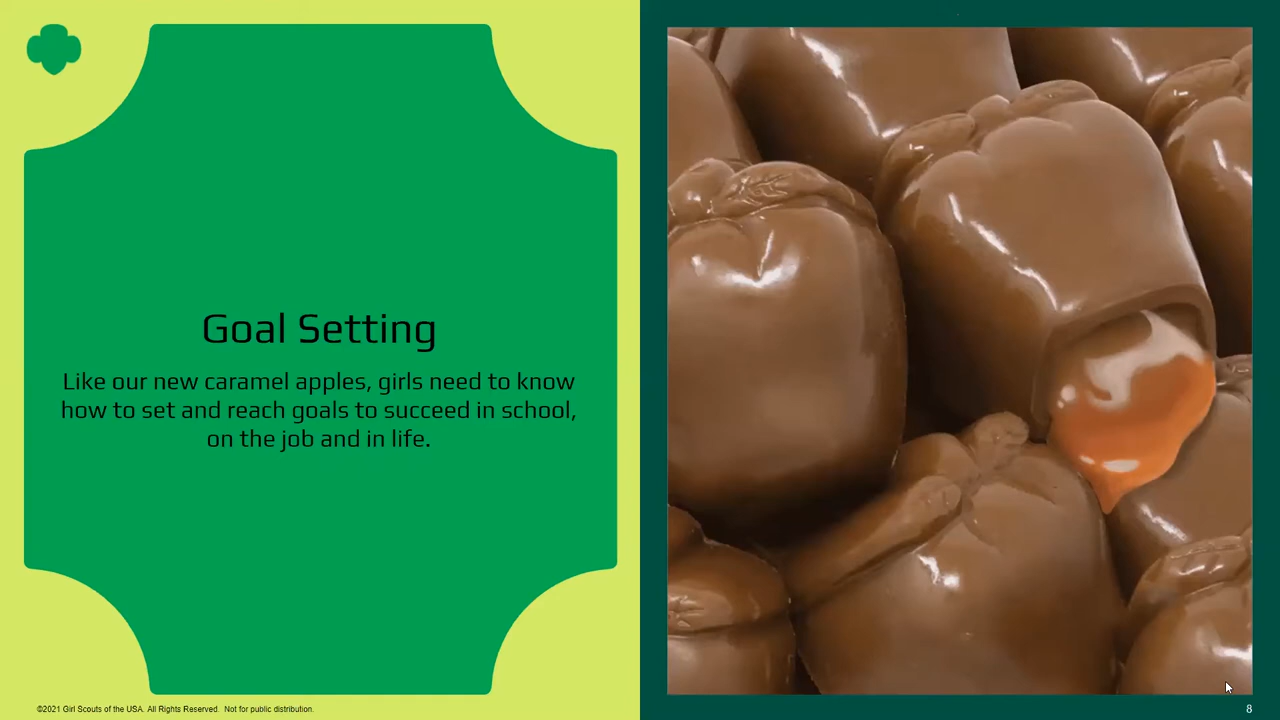 Goal Setting
Like our new caramel apples, girls need to know
how to set and reach goals to succeed in school,
on the job and in life.
©2021 Girl Scouts of the USA. All Rights Reserved.  Not for public distribution.
8